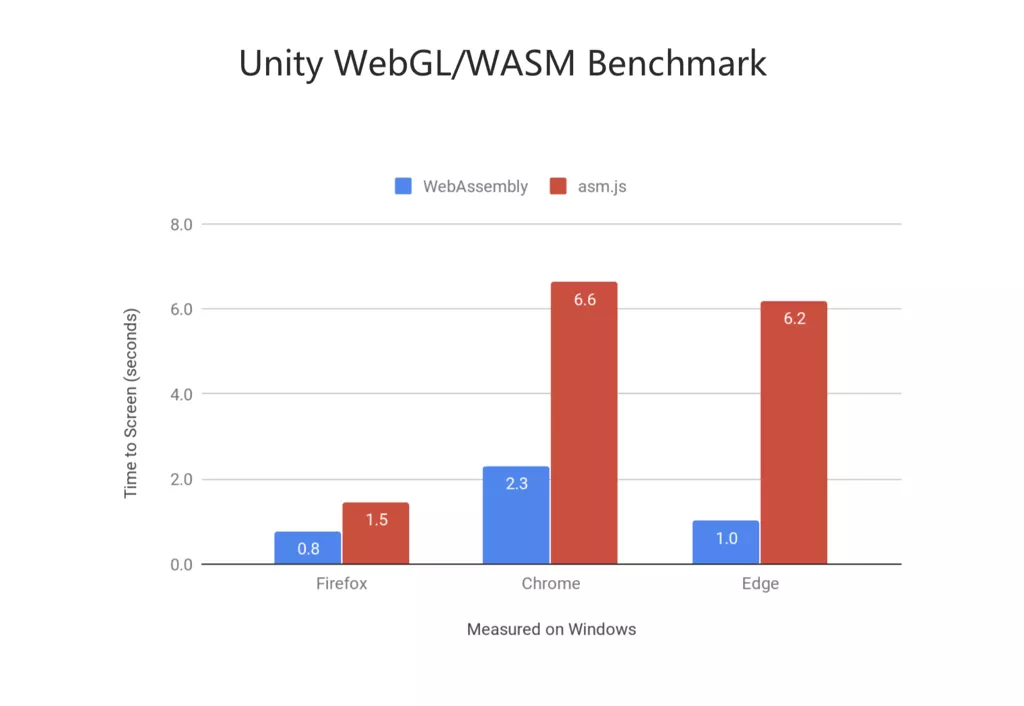 Unity WebGL/WASM Benchmark
WebAssembly asm.js
8.0
6.0
4.0
2.0
0.0
Time to Screen (seconds)
0.8
1.5
2.3
6.6
1.0
6.2
Firefox Chrome Edge
Measured on Windows